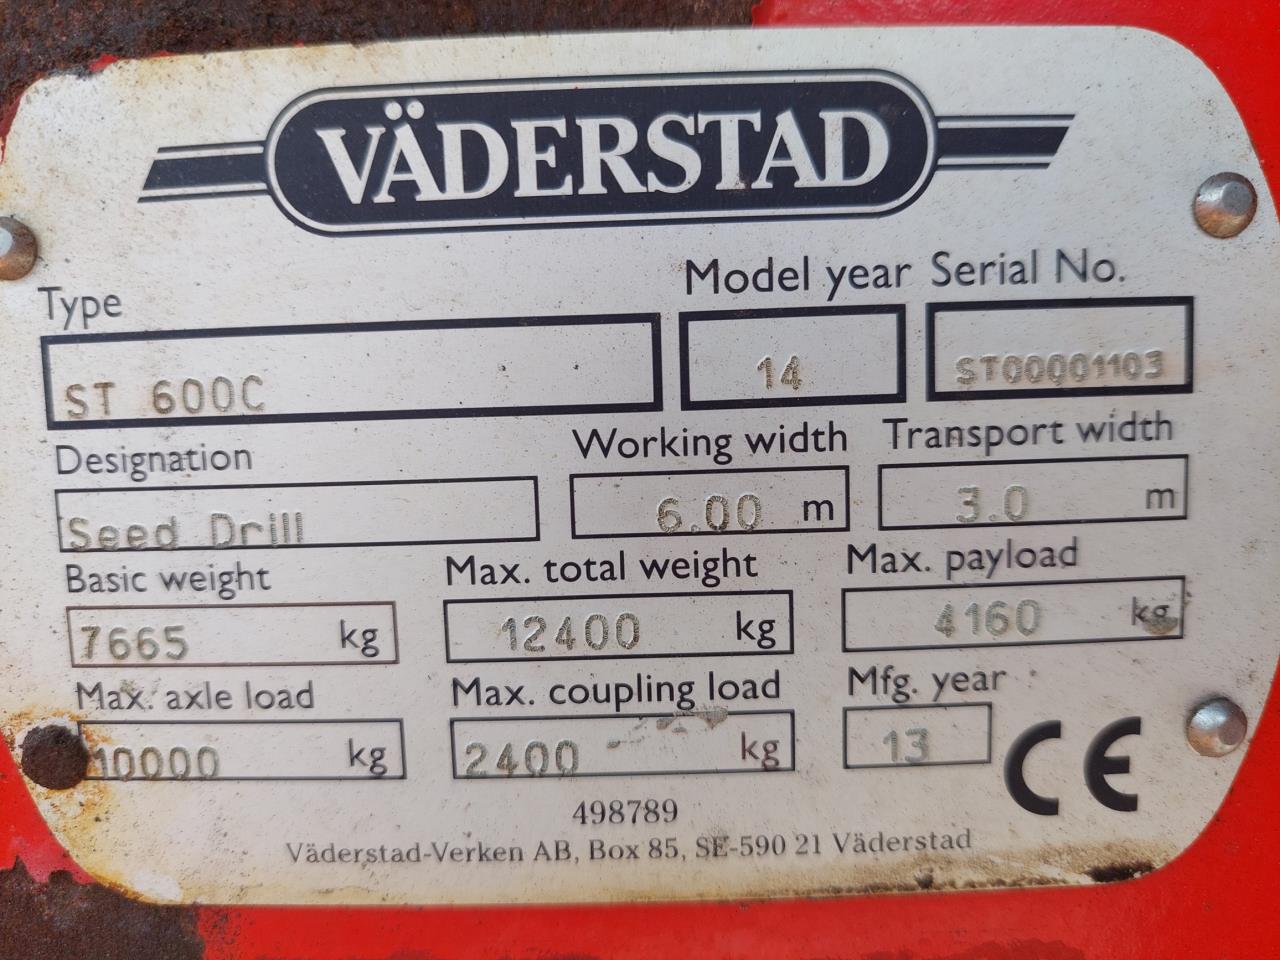 VÄDERSTAD
Type Model year Serial No.
ST 600C 14 ST00001103
Designation Working width Transport width
Seed Drill 6.00 m 3.0 m
Basic weight Max. total weight Max. payload
7665 kg 12400 kg 4160 kg
Max. axle load Max. coupling load Mfg. year
10000 kg 2400 kg 13 CE
498789
Väderstad-Verken AB, Box 85, SE-590 21 Väderstad